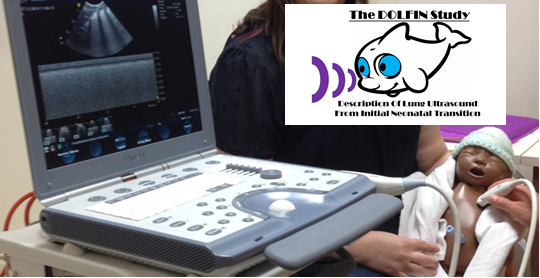 The DOLFIN Study
Description Of Lung Ultrasound
From Initial Neonatal Transition